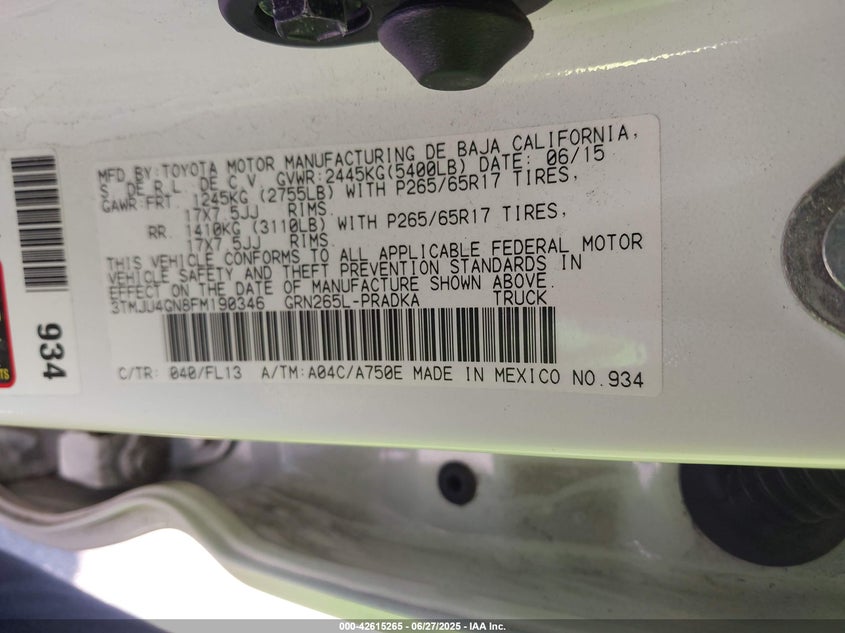 MFD.BY:TOYOTA MOTOR MANUFACTURING DE BAJA CALIFORNIA,
S. DE R.L. DE C.V. GVWR:2445KG(5400LB) DATE: 06/15
GAWR:FRT. 1245KG (2755LB) WITH P265/65R17 TIRES,
17X7.5JJ RIMS.
RR. 1410KG (3110LB) WITH P265/65R17 TIRES,
17X7.5JJ RIMS.
THIS VEHICLE CONFORMS TO ALL APPLICABLE FEDERAL MOTOR
VEHICLE SAFETY AND THEFT PREVENTION STANDARDS IN
EFFECT ON THE DATE OF MANUFACTURE SHOWN ABOVE.
3TMJU4GN8FM190346 GRN265L-PRADKA TRUCK
C/TR: 040/FL13 A/TM:A04C/A750E MADE IN MEXICO NO.934
934
000-42615265 - 06/27/2025 - IAA Inc.